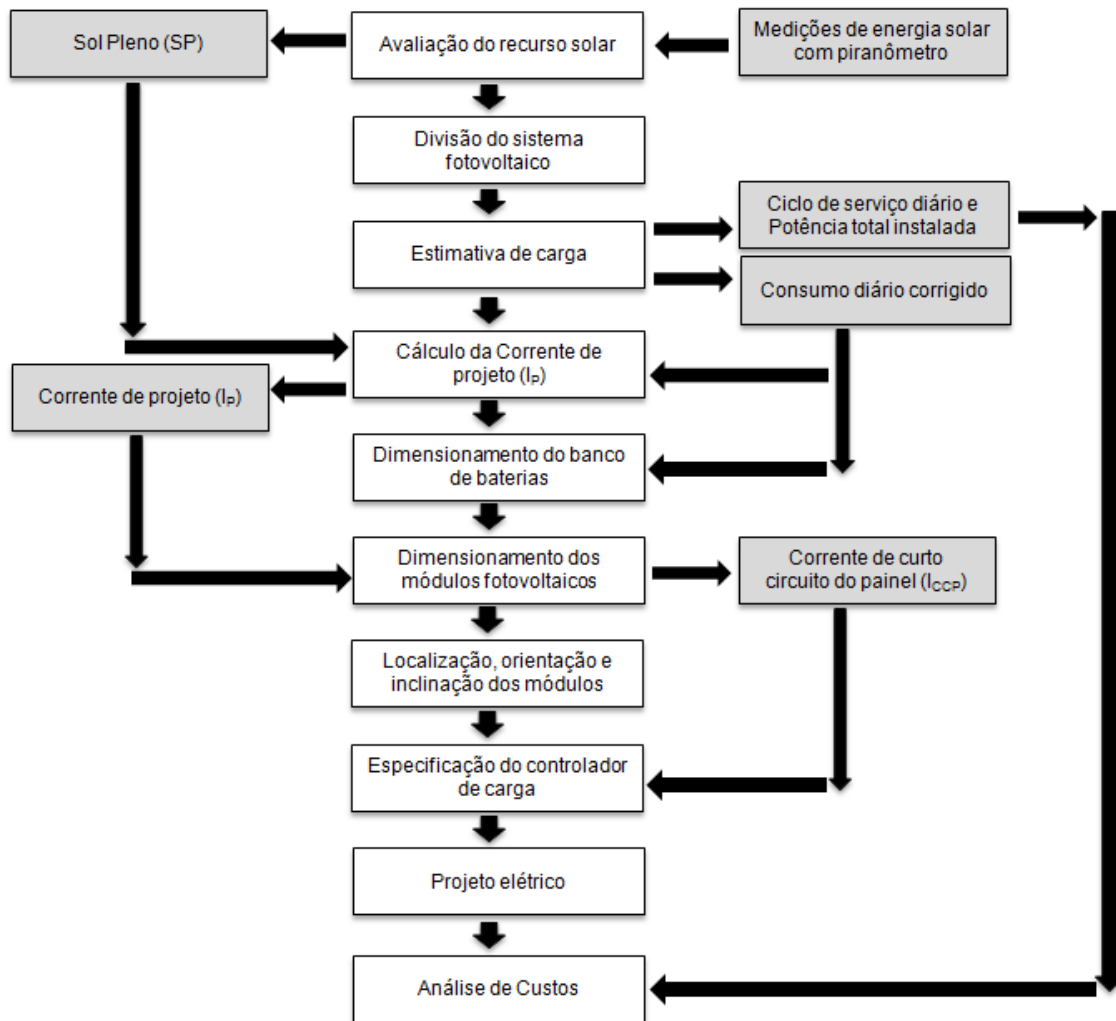 Sol Pleno (SP)
Avaliação do recurso solar
Medições de energia solar
com piranômetro
Divisão do sistema
fotovoltaico
Ciclo de serviço diário e
Potência total instalada
Estimativa de carga
Consumo diário corrigido
Cálculo da Corrente de
projeto (IP)
Corrente de projeto (IP)
Dimensionamento do banco
de baterias
Dimensionamento dos
módulos fotovoltaicos
Corrente de curto
circuito do painel (ICCP)
Localização, orientação e
inclinação dos módulos
Especificação do controlador
de carga
Projeto elétrico
Análise de Custos